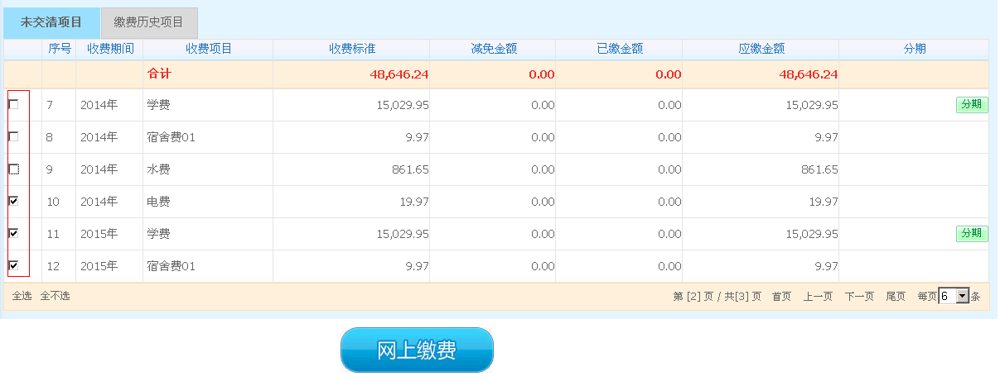 未交清项目 缴费历史项目
序号 收费期间 收费项目 收费标准 减免金额 已缴金额 应缴金额 分期
合计 48,646.24 0.00 0.00 48,646.24
7 2014年 学费 15,029.95 0.00 0.00 15,029.95 分期
8 2014年 宿舍费01 9.97 0.00 0.00 9.97
9 2014年 水费 861.65 0.00 0.00 861.65
10 2014年 电费 19.97 0.00 0.00 19.97
11 2015年 学费 15,029.95 0.00 0.00 15,029.95 分期
12 2015年 宿舍费01 9.97 0.00 0.00 9.97
全选 全不选 第 [2] 页 / 共[3] 页 首页 上一页 下一页 尾页 每页 6 条
网上缴费